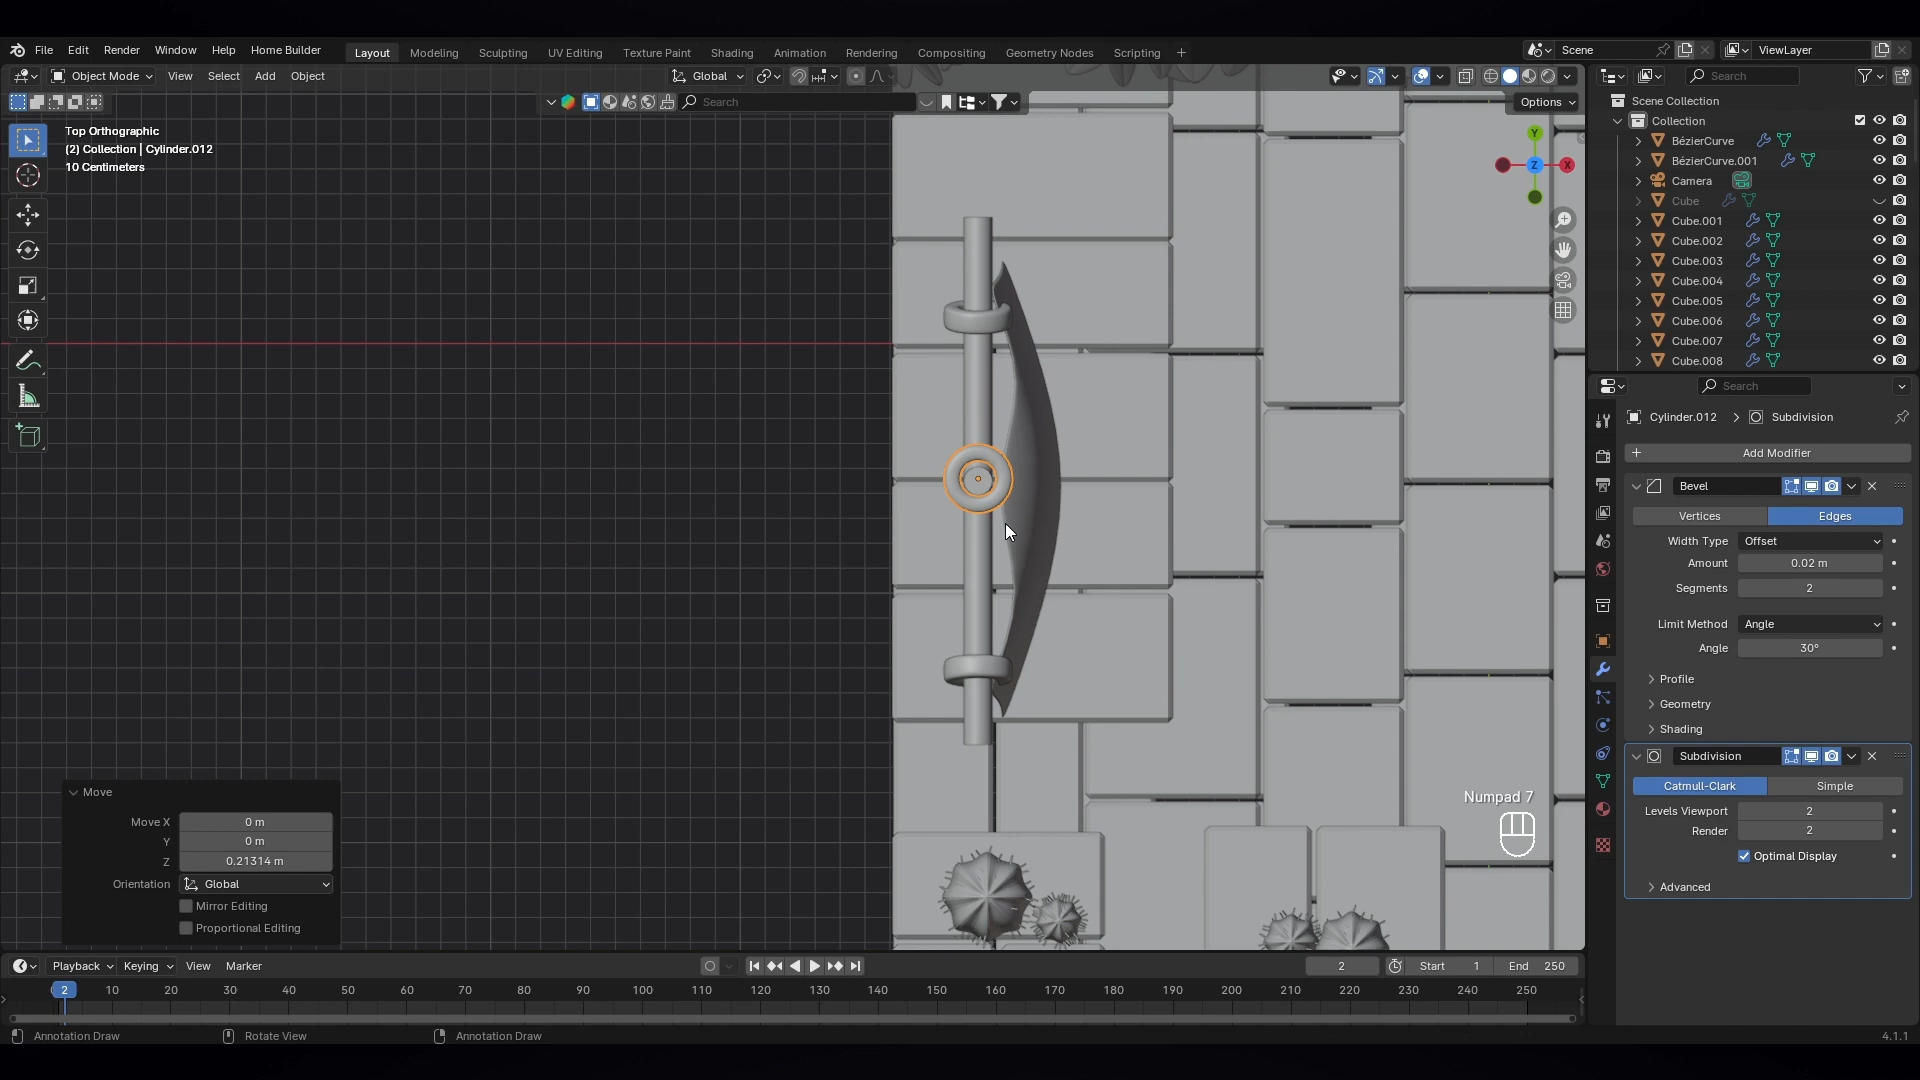 File Edit Render Window Help Home Builder Layout Modeling Sculpting UV Editing Texture Paint Shading Animation Rendering Compositing Geometry Nodes Scripting + Scene ViewLayer
Object Mode View Select Add Object Global Search
Search Options
Top Orthographic
(2) Collection | Cylinder.012
10 Centimeters
Y
X
Z
Scene Collection
Collection
BézierCurve
BézierCurve.001
Camera
Cube
Cube.001
Cube.002
Cube.003
Cube.004
Cube.005
Cube.006
Cube.007
Cube.008
Search
Cylinder.012 Subdivision
Add Modifier
Bevel
Vertices Edges
Width Type Offset
Amount 0.02 m
Segments 2
Limit Method Angle
Angle 30°
Profile
Geometry
Shading
Subdivision
Catmull-Clark Simple
Levels Viewport 2
Render 2
Optimal Display
Advanced
Numpad 7
Move
Move X 0 m
Y 0 m
Z 0.21314 m
Orientation Global
Mirror Editing
Proportional Editing
Playback Keying View Marker 2 Start 1 End 250
2 10 20 30 40 50 60 70 80 90 100 110 120 130 140 150 160 170 180 190 200 210 220 230 240 250
Annotation Draw Rotate View Annotation Draw 4.1.1